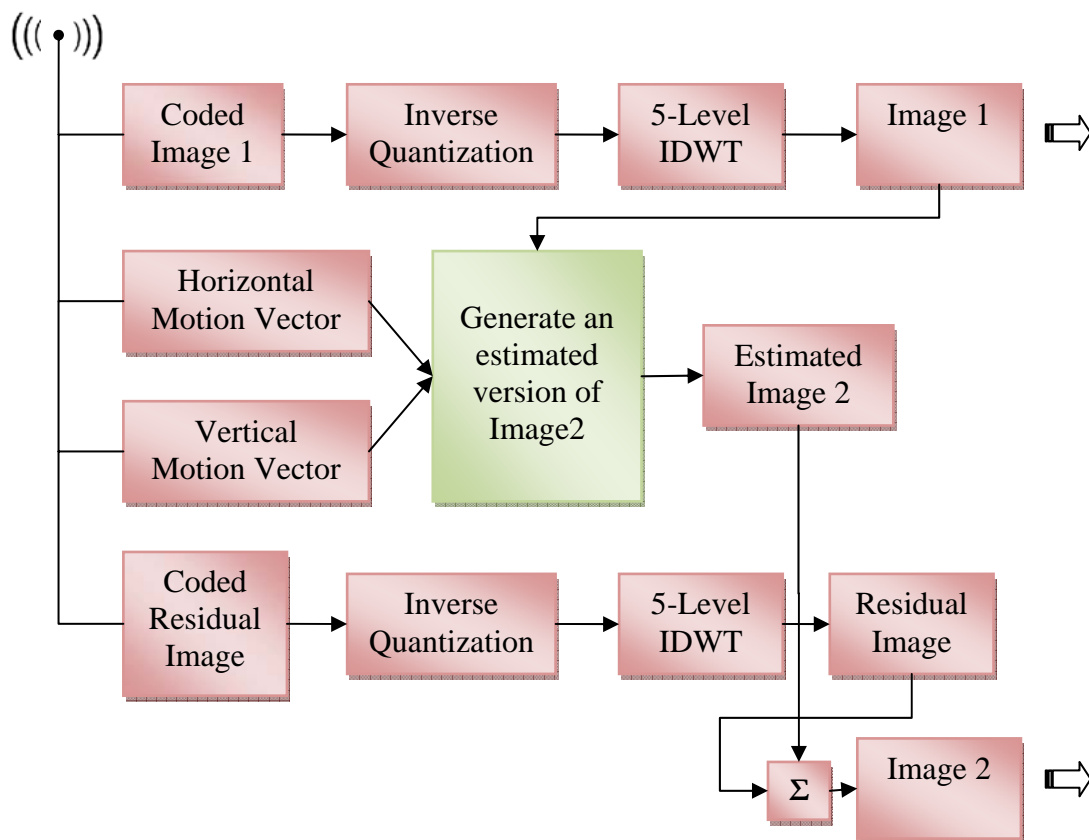 Coded
Image 1
Inverse
Quantization
5-Level
IDWT
Image 1
Horizontal
Motion Vector
Vertical
Motion Vector
Generate an
estimated
version of
Image2
Estimated
Image 2
Coded
Residual
Image
Inverse
Quantization
5-Level
IDWT
Residual
Image
Σ
Image 2